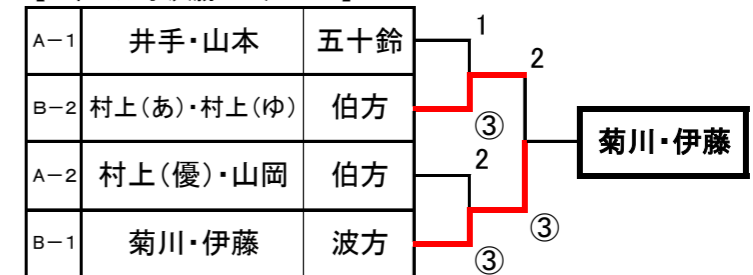 A-1 井手・山本 五十鈴 1
2
B-2 村上(あ)・村上(ゆ) 伯方 ③
菊川・伊藤
A-2 村上(優)・山岡 伯方 2
③
B-1 菊川・伊藤 波方 ③